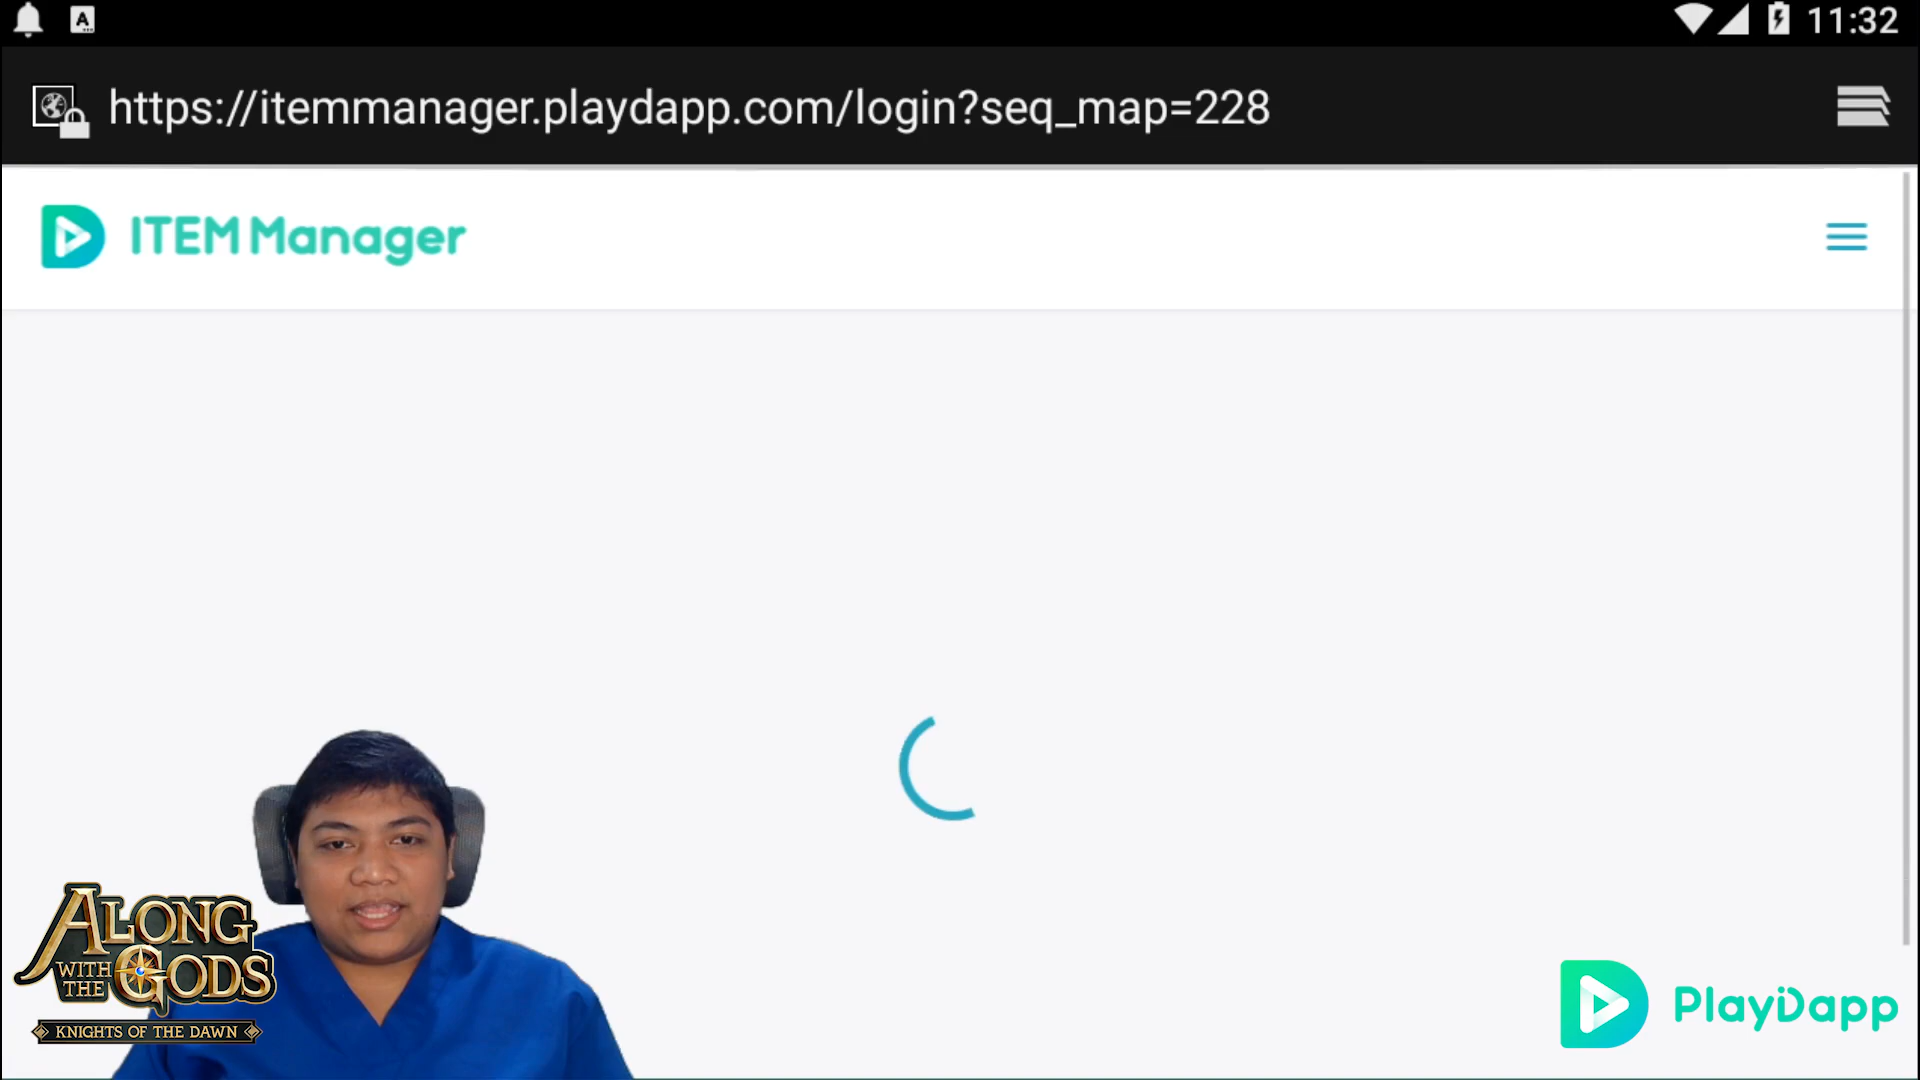 A
11:32
https://itemmanager.playdapp.com/login?seq_map=228
ITEM Manager
ALONG
WITH THE GODS
KNIGHTS OF THE DAWN
PlayDapp